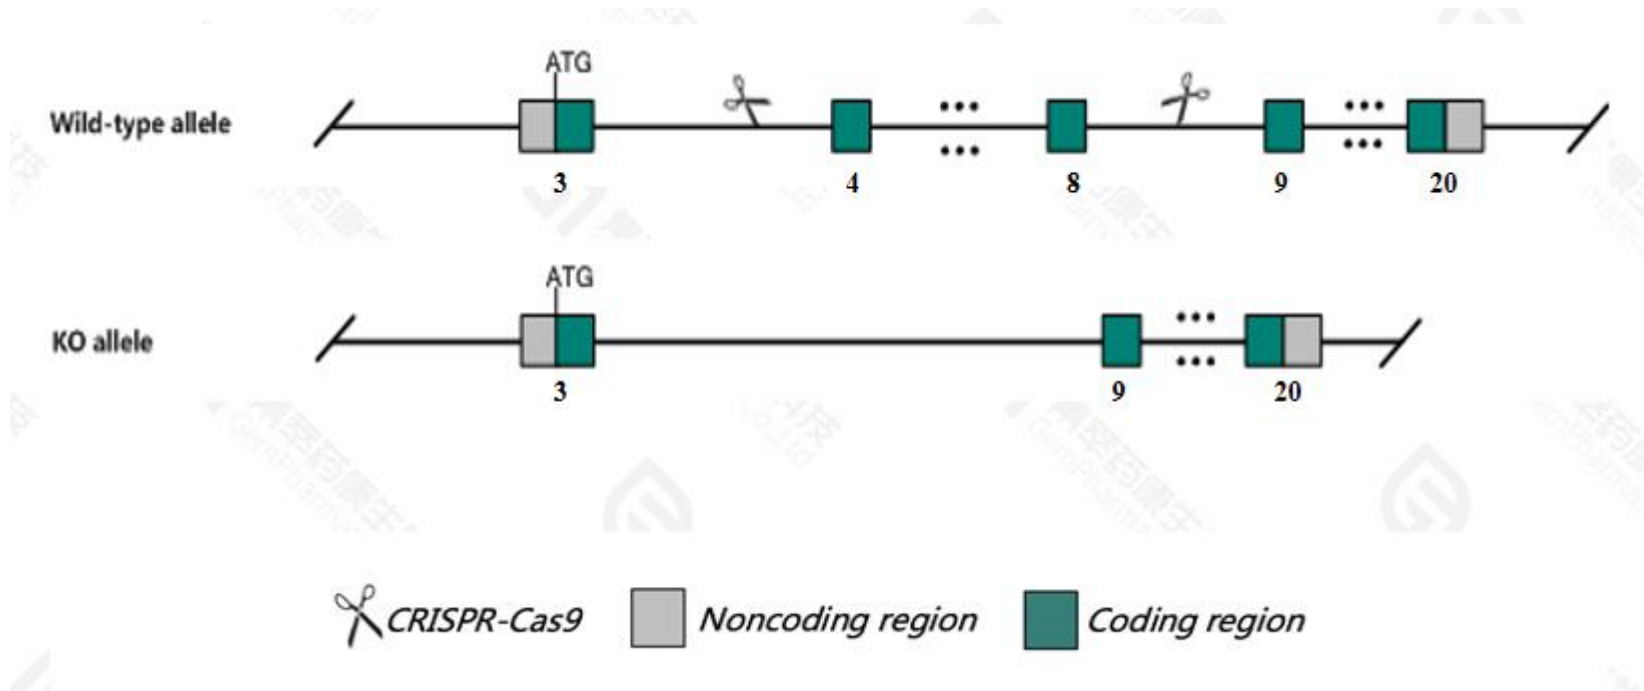 ATG
Wild-type allele
3 4 8 9 20
ATG
KO allele
3 9 20
CRISPR-Cas9 Noncoding region Coding region